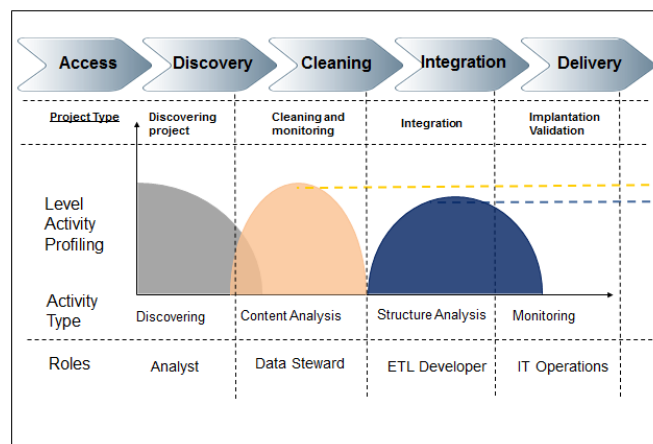 Access Discovery Cleaning Integration Delivery
Project Type Discovering Cleaning and Integration Implantation
project monitoring Validation
Level
Activity
Profiling
Activity
Type
Discovering Content Analysis Structure Analysis Monitoring
Roles Analyst Data Steward ETL Developer IT Operations